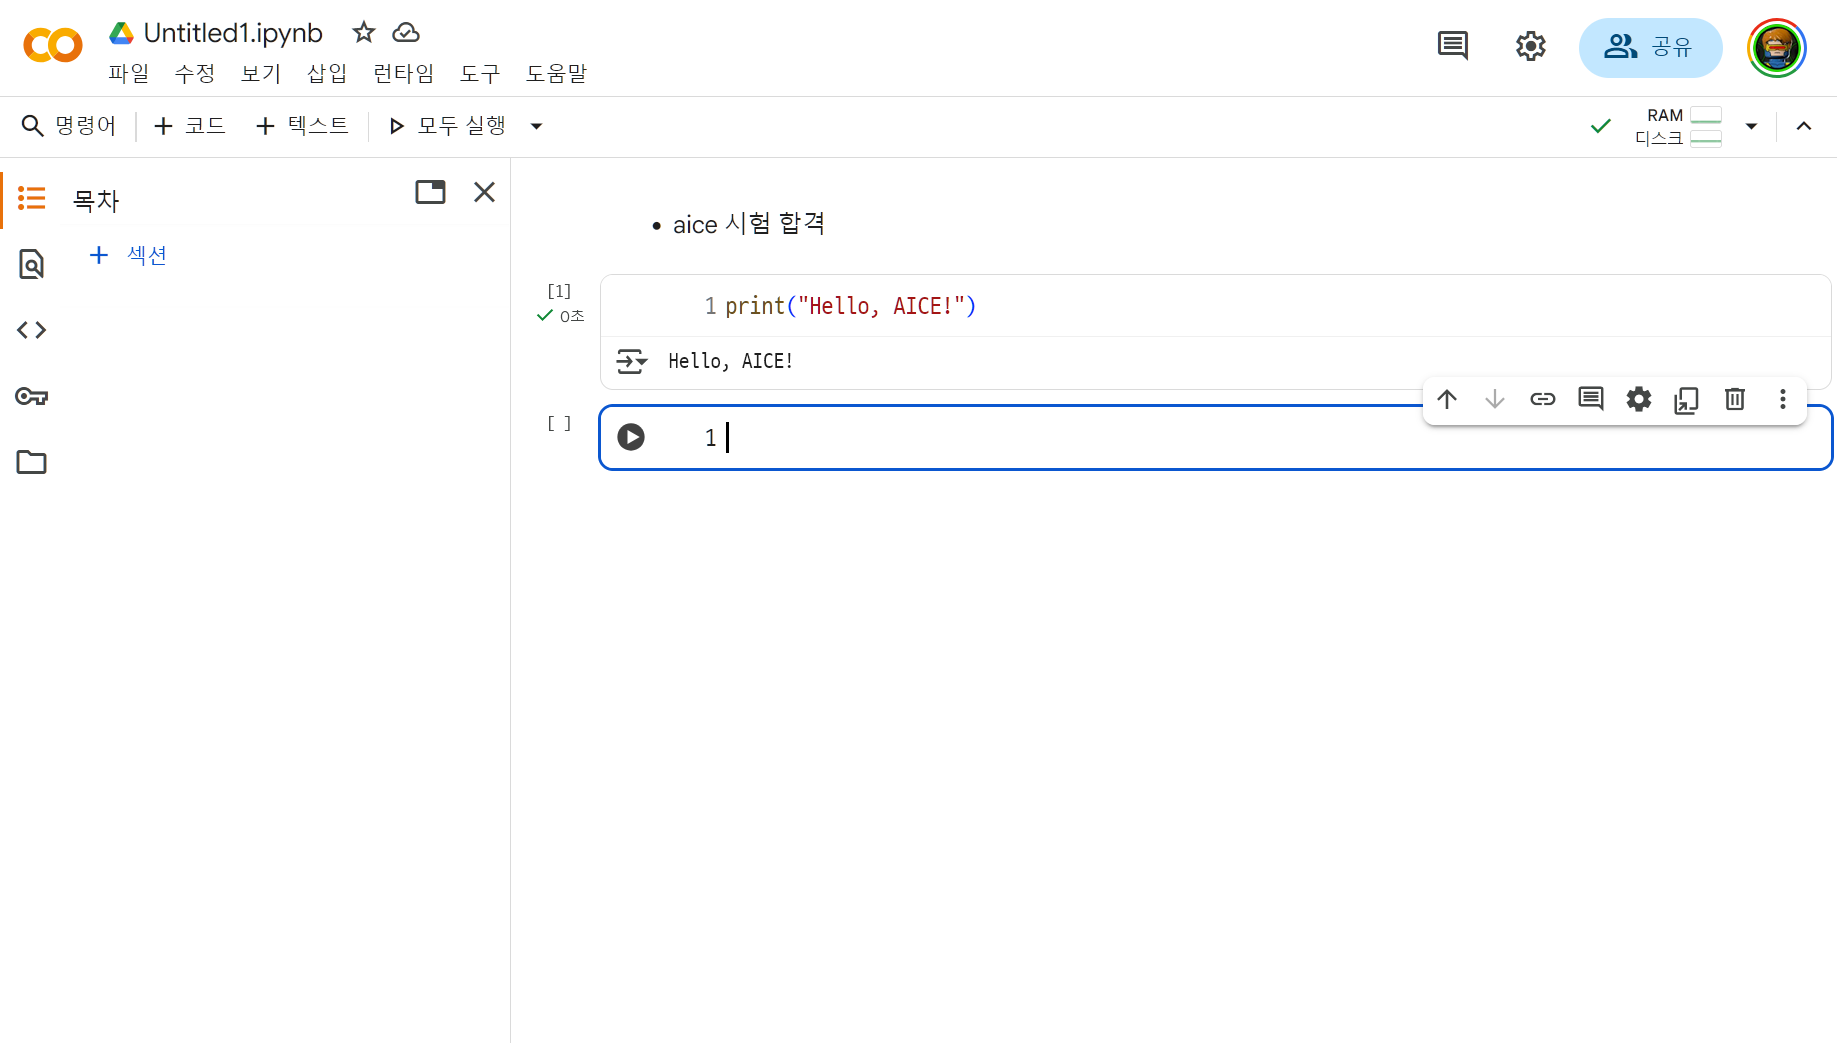 Untitled1.ipynb
파일 수정 보기 삽입 런타임 도구 도움말
공유
명령어 + 코드 + 텍스트 모두 실행
RAM
디스크
목차
+ 섹션
• aice 시험 합격
[1]
0초
1 print("Hello, AICE!")
Hello, AICE!
[ ]
1